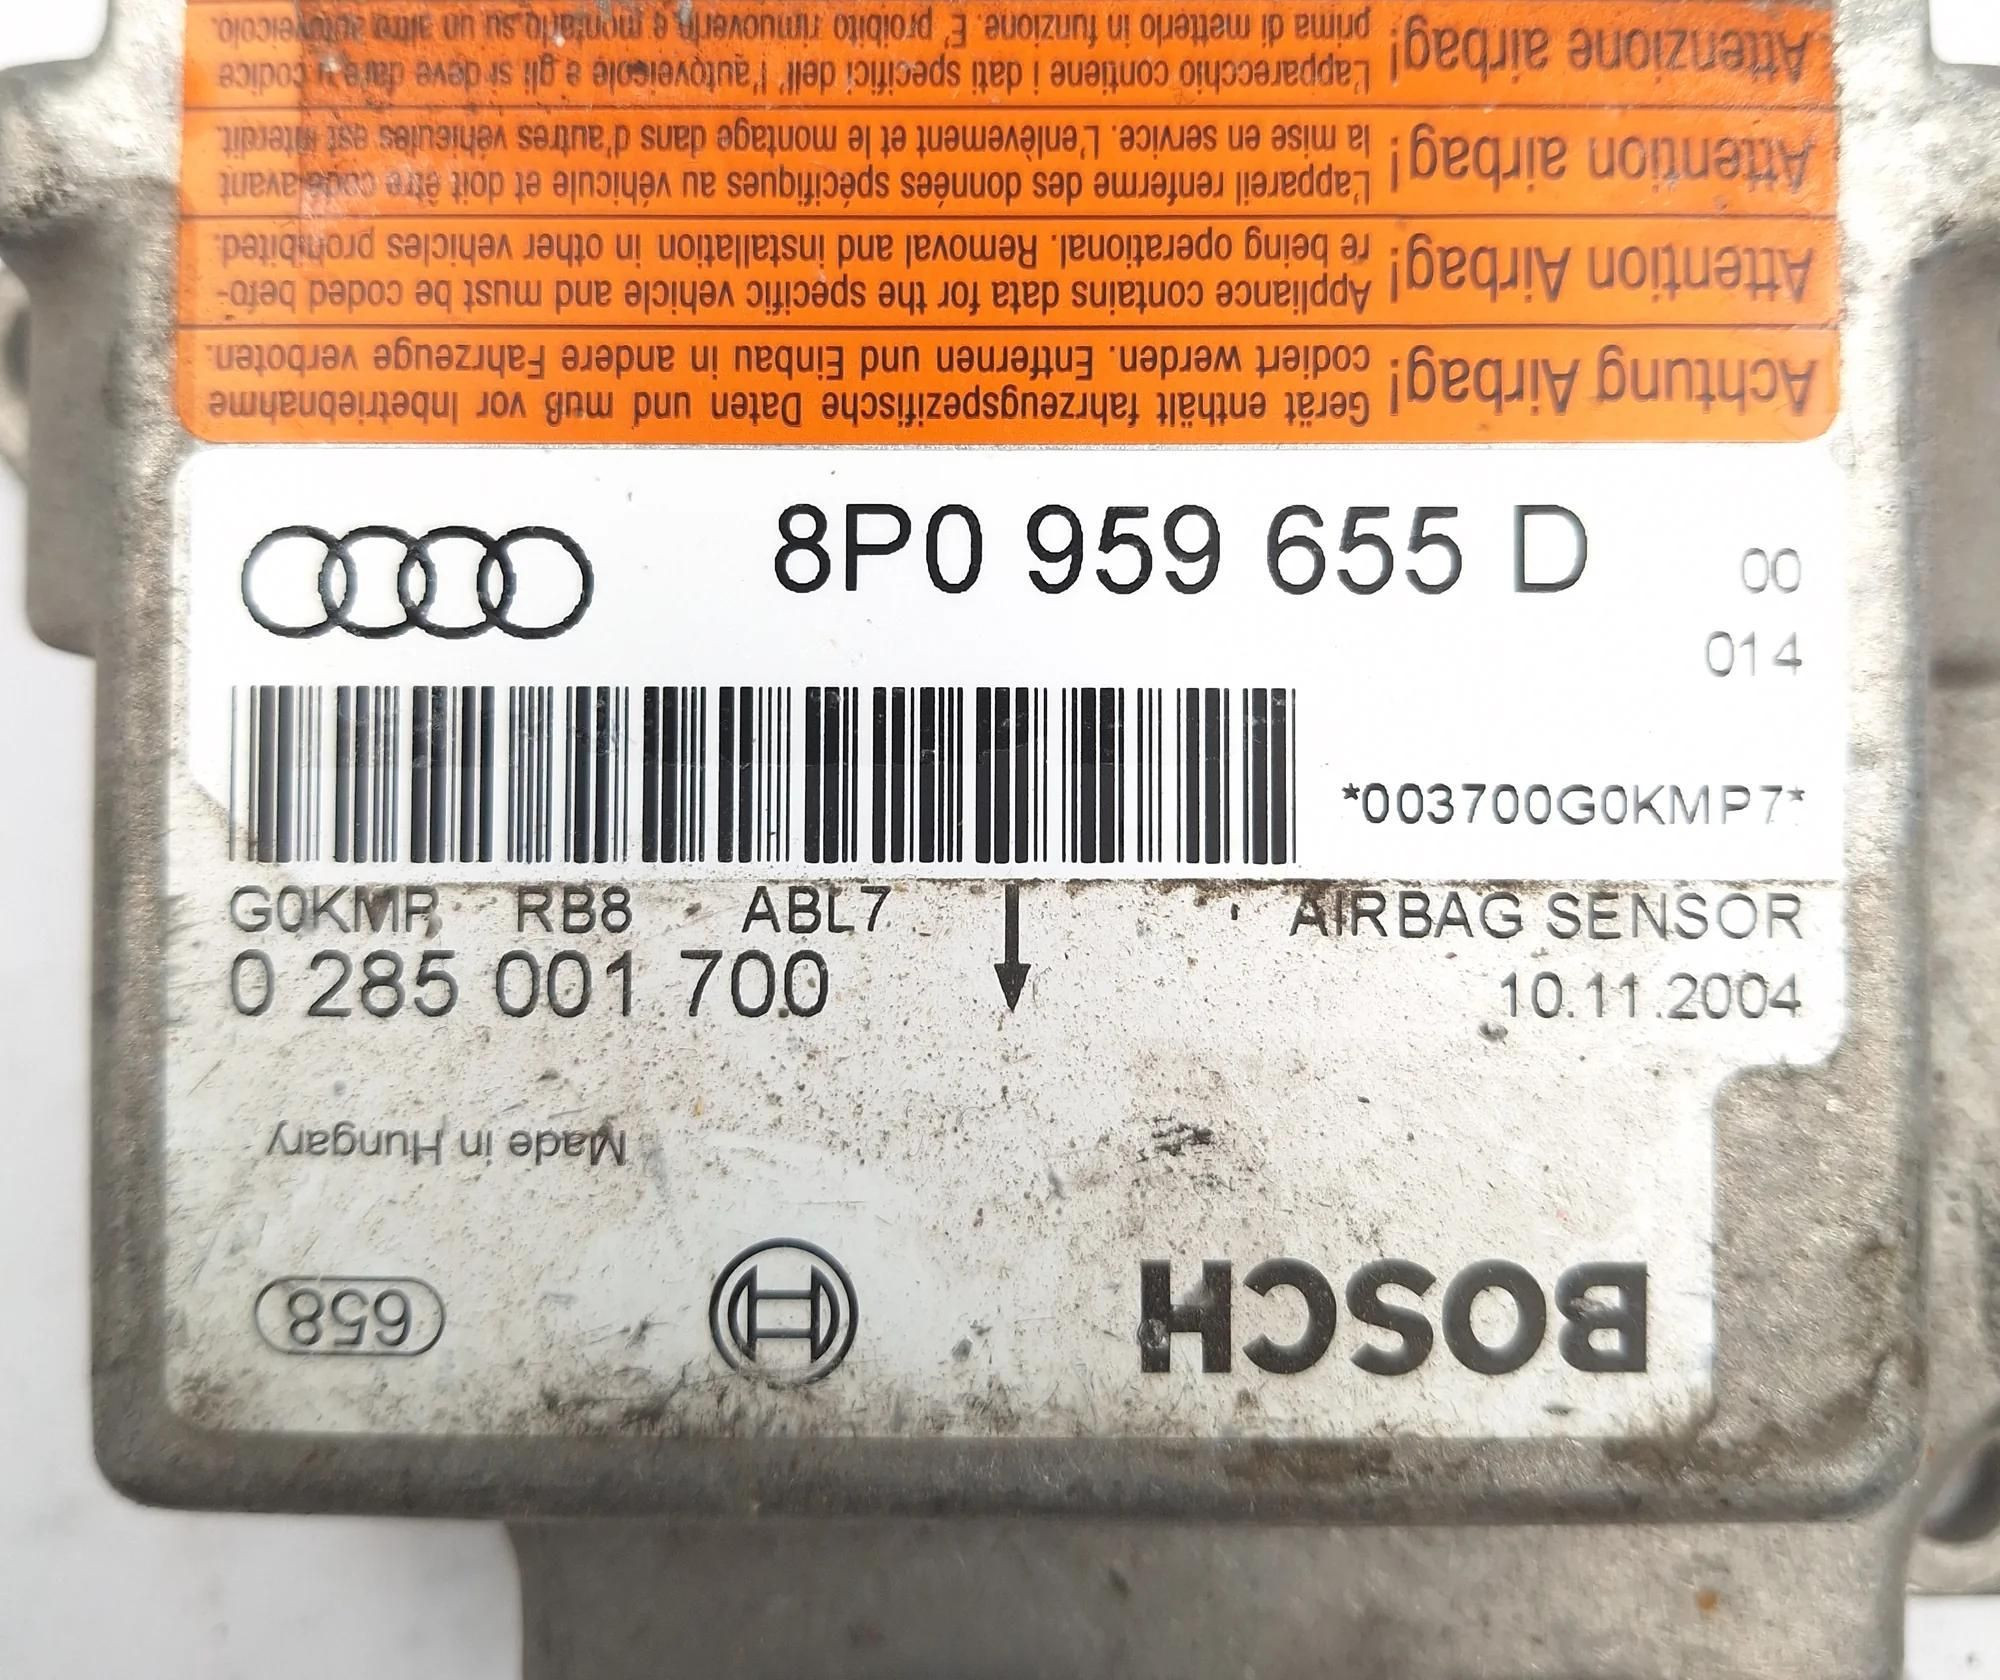 Attenzione airbag!
L'apparecchio contiene i dati specifici dell' l'autoveicolo e gli si deve dare il codice
prima di metterlo in funzione. E' proibito rimuoverlo e montarlo su un altro autoveicolo.
Attention airbag!
L'appareil renferme des données spécifiques au véhicule et doit être codé avant
la mise en service. L'enlèvement et le montage dans d'autres véhicules est interdit.
Attention Airbag!
Appliance contains data for the specific vehicle and must be coded befo-
re being operational. Removal and installation in other vehicles prohibited.
Achtung Airbag!
Gerät enthält fahrzeugspezifische Daten und muß vor Inbetriebnahme
codiert werden. Entfernen und Einbau in andere Fahrzeuge verboten.
8P0 959 655 D 00
014
*003700G0KMP7*
G0KMP RB8 ABL7 AIRBAG SENSOR
0 285 001 700 10.11.2004
Made in Hungary
BOSCH
658